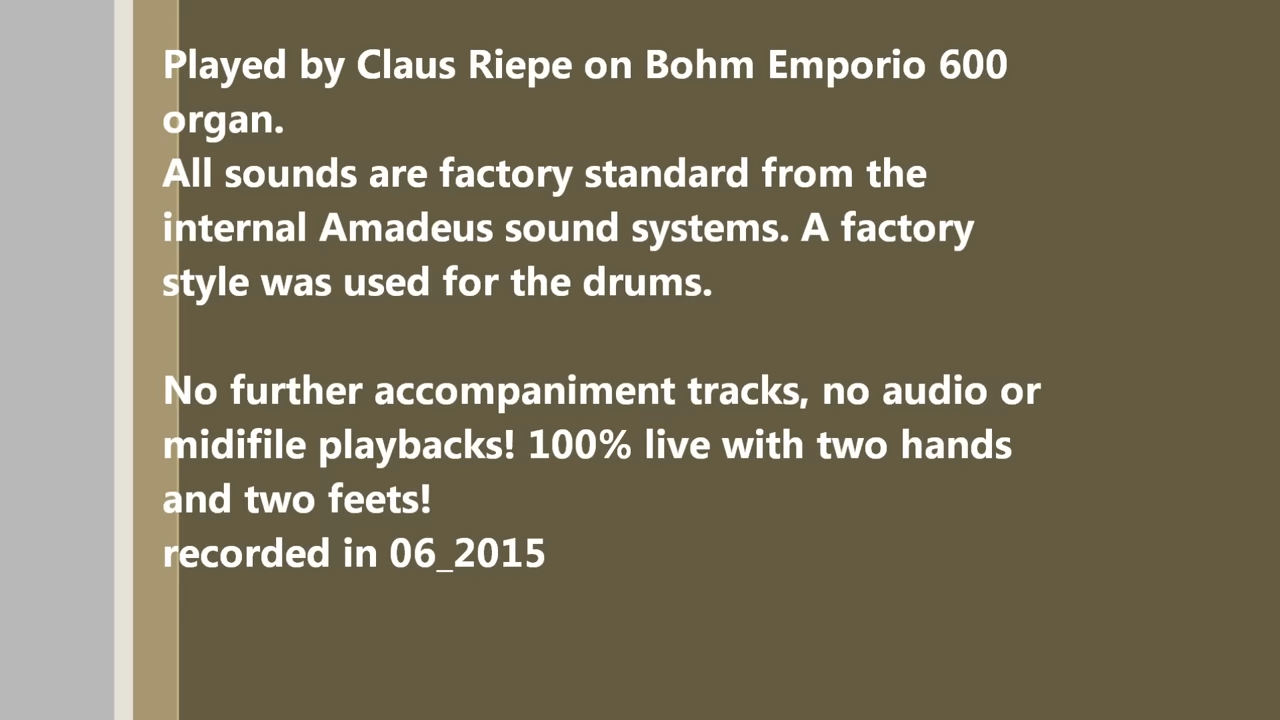 Played by Claus Riepe on Bohm Emporio 600
organ.
All sounds are factory standard from the
internal Amadeus sound systems. A factory
style was used for the drums.
No further accompaniment tracks, no audio or
midifile playbacks! 100% live with two hands
and two feets!
recorded in 06_2015